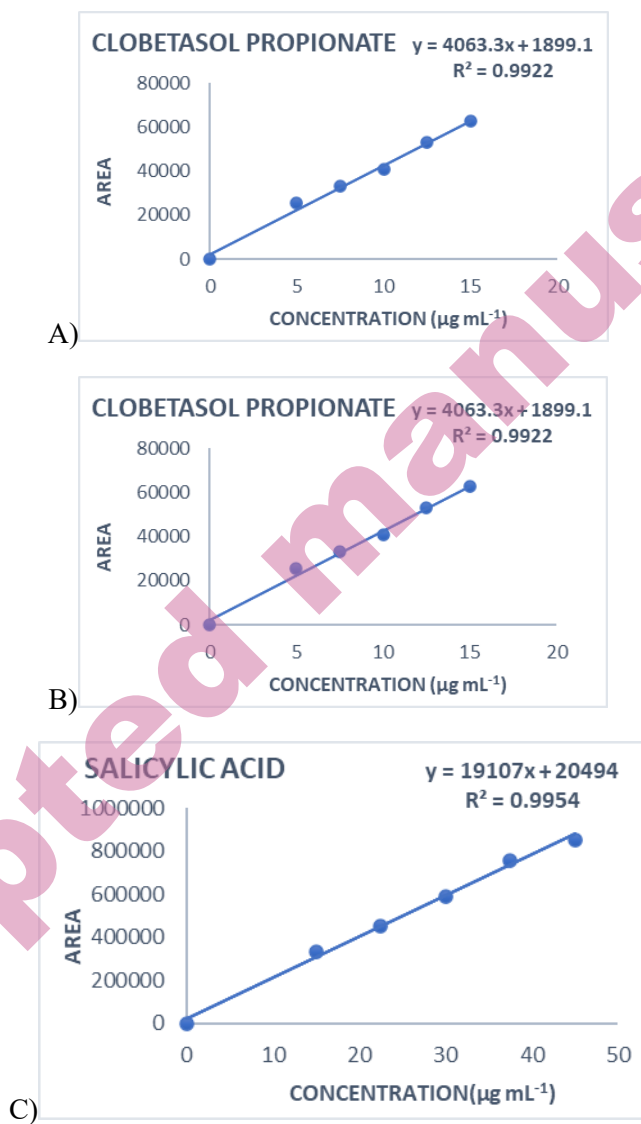 CLOBETASOL PROPIONATE y = 4063.3x + 1899.1
R² = 0.9922
80000
60000
40000
20000
0
AREA
0 5 10 15 20
CONCENTRATION (µg mL⁻¹)
A)
CLOBETASOL PROPIONATE y = 4063.3x + 1899.1
R² = 0.9922
80000
60000
40000
20000
0
AREA
0 5 10 15 20
CONCENTRATION (µg mL⁻¹)
B)
SALICYLIC ACID y = 19107x + 20494
R² = 0.9954
1000000
800000
600000
400000
200000
0
AREA
0 10 20 30 40 50
CONCENTRATION(µg mL⁻¹)
C)
pted manus